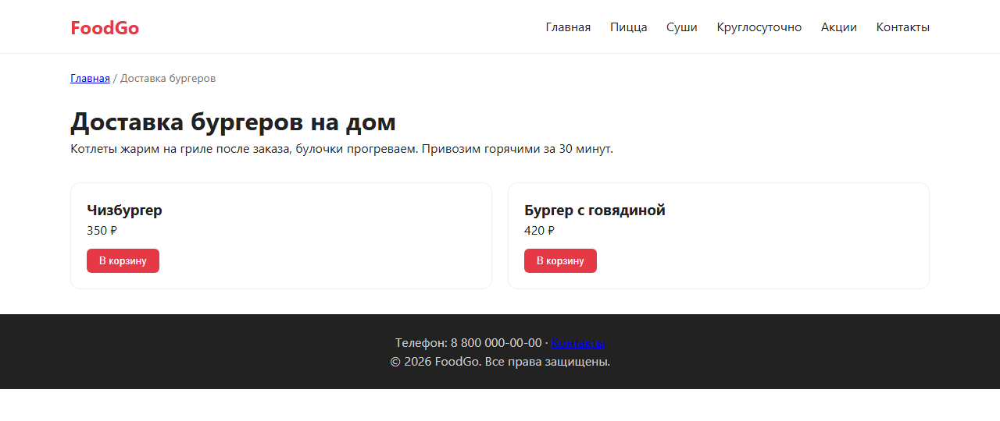 FoodGo
Главная Пицца Суши Круглосуточно Акции Контакты
Главная / Доставка бургеров
Доставка бургеров на дом
Котлеты жарим на гриле после заказа, булочки прогреваем. Привозим горячими за 30 минут.
Чизбургер
350 ₽
В корзину
Бургер с говядиной
420 ₽
В корзину
Телефон: 8 800 000-00-00 · Контакты
© 2026 FoodGo. Все права защищены.